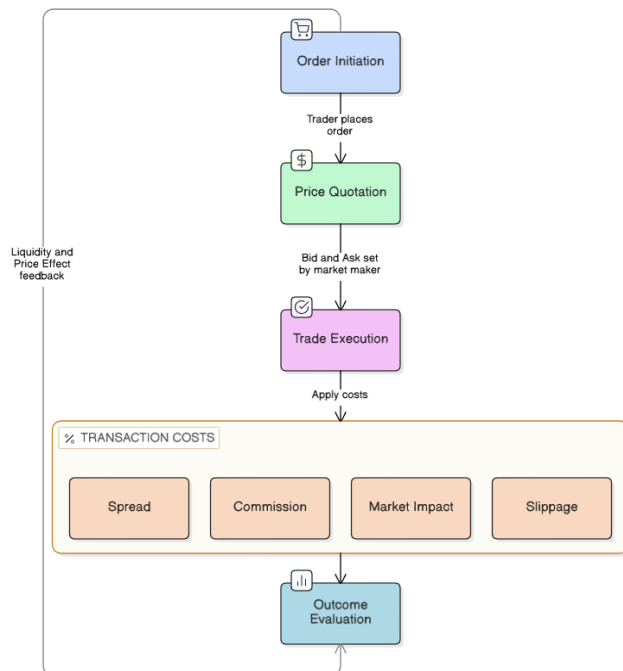 Order Initiation
Trader places
order
$
Price Quotation
Liquidity and
Price Effect
feedback
Bid and Ask set
by market maker
Trade Execution
Apply costs
% TRANSACTION COSTS
Spread
Commission
Market Impact
Slippage
Outcome
Evaluation